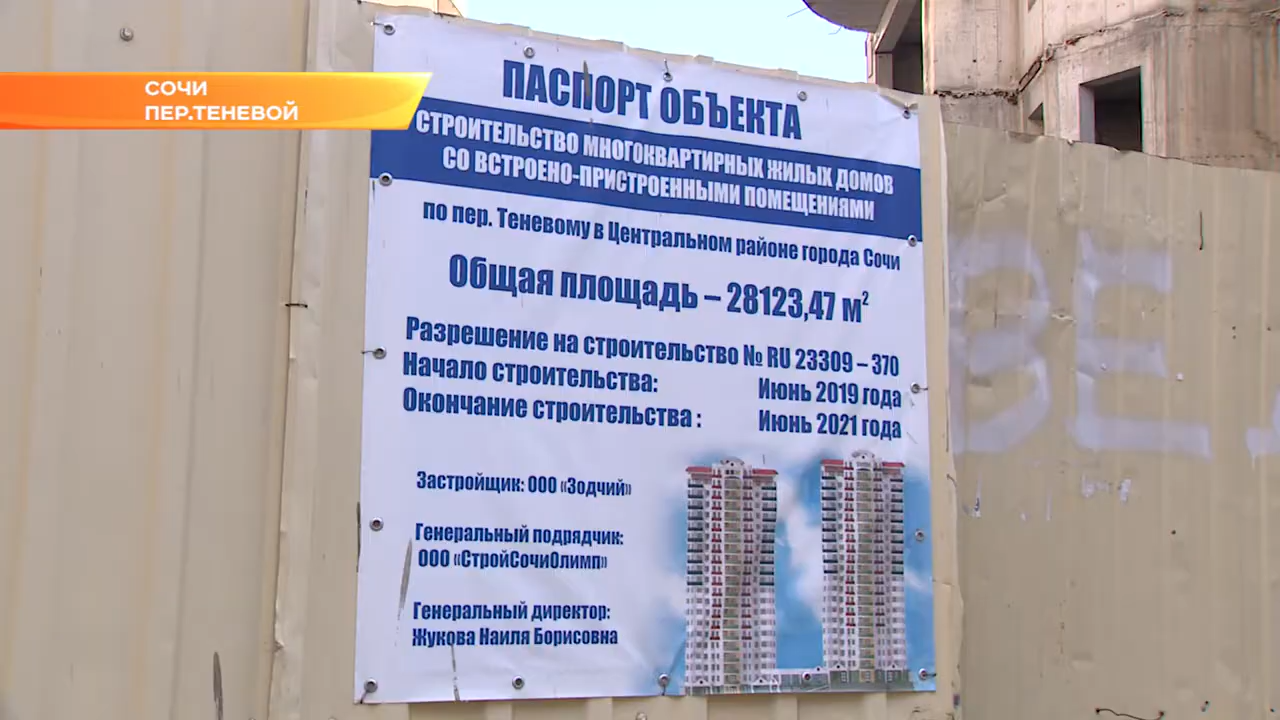 СОЧИ
ПЕР.ТЕНЕВОЙ
ПАСПОРТ ОБЪЕКТА
СТРОИТЕЛЬСТВО МНОГОКВАРТИРНЫХ ЖИЛЫХ ДОМОВ
СО ВСТРОЕНО-ПРИСТРОЕННЫМИ ПОМЕЩЕНИЯМИ
по пер. Теневому в Центральном районе города Сочи
Общая площадь – 28123,47 м²
Разрешение на строительство № RU 23309 – 370
Начало строительства: Июнь 2019 года
Окончание строительства : Июнь 2021 года
Застройщик: ООО «Зодчий»
Генеральный подрядчик:
ООО «СтройСочиОлимп»
Генеральный директор:
Жукова Наиля Борисовна